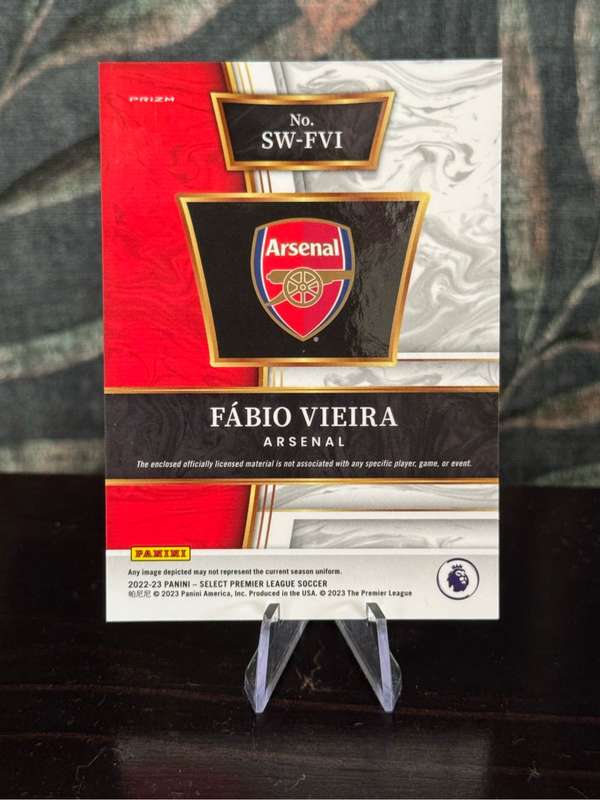 PRIZM
No.
SW-FVI
Arsenal
FÁBIO VIEIRA
ARSENAL
The enclosed officially licensed material is not associated with any specific player, game, or event.
PANINI
Any image depicted may not represent the current season uniform.
2022-23 PANINI – SELECT PREMIER LEAGUE SOCCER
帕尼尼 © 2023 Panini America, Inc. Produced in the USA. © 2023 The Premier League